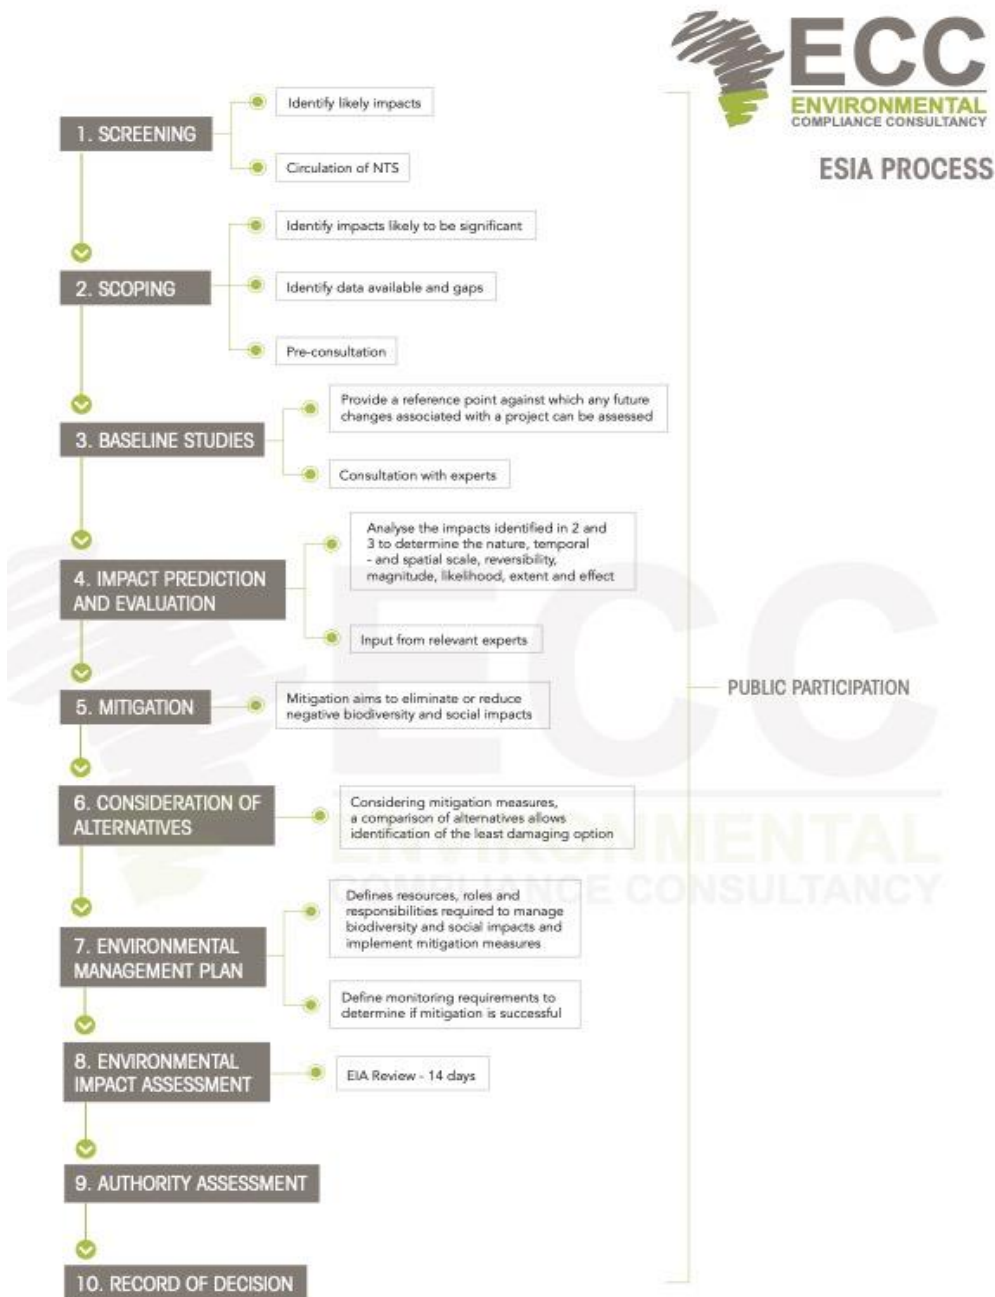 ECC
ENVIRONMENTAL
COMPLIANCE CONSULTANCY
ESIA PROCESS
1. SCREENING
Identify likely impacts
Circulation of NTS
2. SCOPING
Identify impacts likely to be significant
Identify data available and gaps
Pre-consultation
3. BASELINE STUDIES
Provide a reference point against which any future
changes associated with a project can be assessed
Consultation with experts
4. IMPACT PREDICTION
AND EVALUATION
Analyse the impacts identified in 2 and
3 to determine the nature, temporal
- and spatial scale, reversibility,
magnitude, likelihood, extent and effect
Input from relevant experts
5. MITIGATION
Mitigation aims to eliminate or reduce
negative biodiversity and social impacts
PUBLIC PARTICIPATION
6. CONSIDERATION OF
ALTERNATIVES
Considering mitigation measures,
a comparison of alternatives allows
identification of the least damaging option
7. ENVIRONMENTAL
MANAGEMENT PLAN
Defines resources, roles and
responsibilities required to manage
biodiversity and social impacts and
implement mitigation measures
Define monitoring requirements to
determine if mitigation is successful
8. ENVIRONMENTAL
IMPACT ASSESSMENT
EIA Review - 14 days
9. AUTHORITY ASSESSMENT
10. RECORD OF DECISION
ECC
ENVIRONMENTAL
COMPLIANCE CONSULTANCY